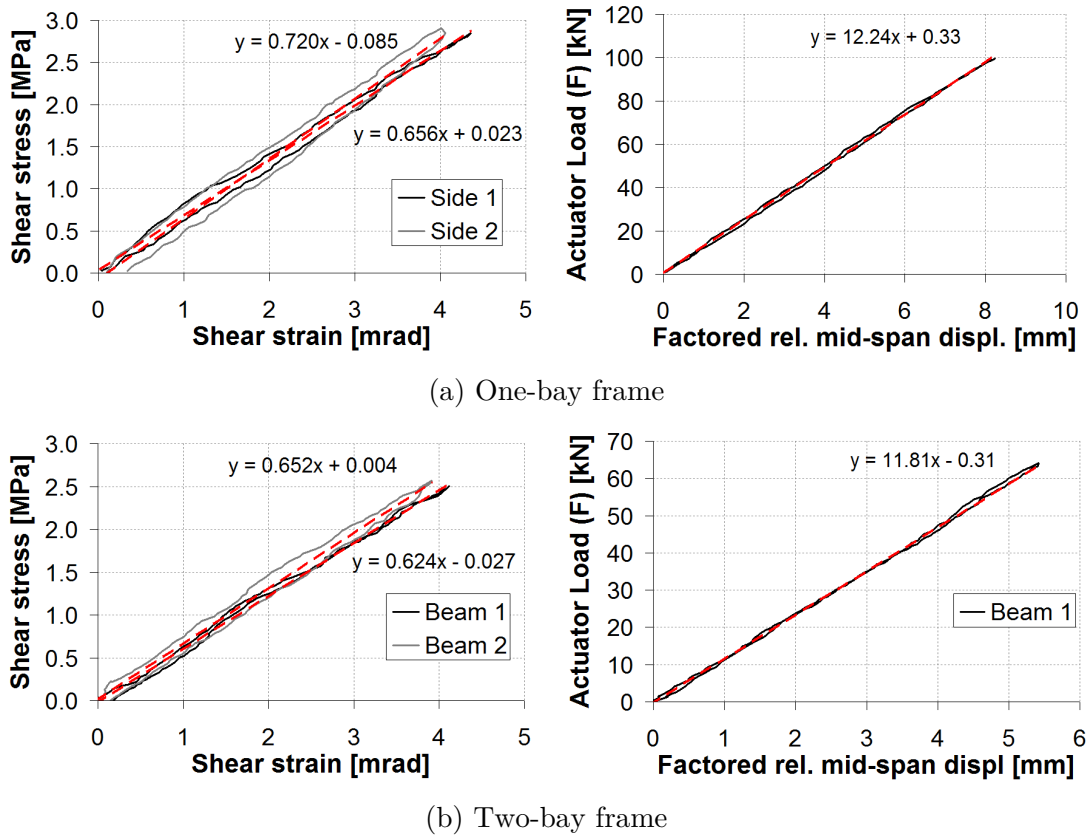 Shear stress [MPa]
3.0
2.5
2.0
1.5
1.0
0.5
0.0
y = 0.720x - 0.085
y = 0.656x + 0.023
Side 1
Side 2
0 1 2 3 4 5
Shear strain [mrad]
Actuator Load (F) [kN]
120
100
80
60
40
20
0
y = 12.24x + 0.33
0 2 4 6 8 10
Factored rel. mid-span displ. [mm]
(a) One-bay frame
Shear stress [MPa]
3.0
2.5
2.0
1.5
1.0
0.5
0.0
y = 0.652x + 0.004
y = 0.624x - 0.027
Beam 1
Beam 2
0 1 2 3 4 5
Shear strain [mrad]
Actuator Load (F) [kN]
70
60
50
40
30
20
10
0
y = 11.81x - 0.31
Beam 1
0 1 2 3 4 5 6
Factored rel. mid-span displ [mm]
(b) Two-bay frame